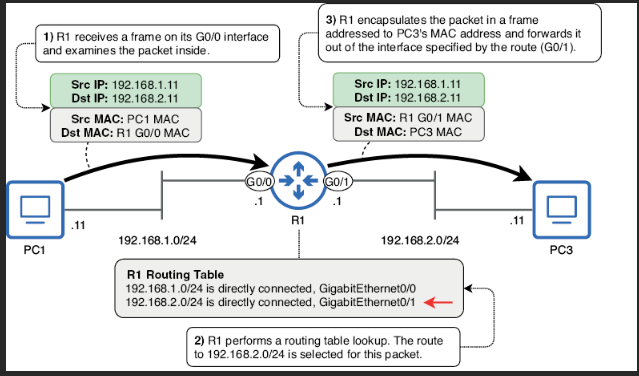 1) R1 receives a frame on its G0/0 interface
and examines the packet inside.
3) R1 encapsulates the packet in a frame
addressed to PC3's MAC address and forwards it
out of the interface specified by the route (G0/1).
Src IP: 192.168.1.11
Dst IP: 192.168.2.11
Src MAC: PC1 MAC
Dst MAC: R1 G0/0 MAC
Src IP: 192.168.1.11
Dst IP: 192.168.2.11
Src MAC: R1 G0/1 MAC
Dst MAC: PC3 MAC
G0/0
G0/1
.1
.1
R1
.11
.11
PC1
192.168.1.0/24
192.168.2.0/24
PC3
R1 Routing Table
192.168.1.0/24 is directly connected, GigabitEthernet0/0
192.168.2.0/24 is directly connected, GigabitEthernet0/1
2) R1 performs a routing table lookup. The route
to 192.168.2.0/24 is selected for this packet.